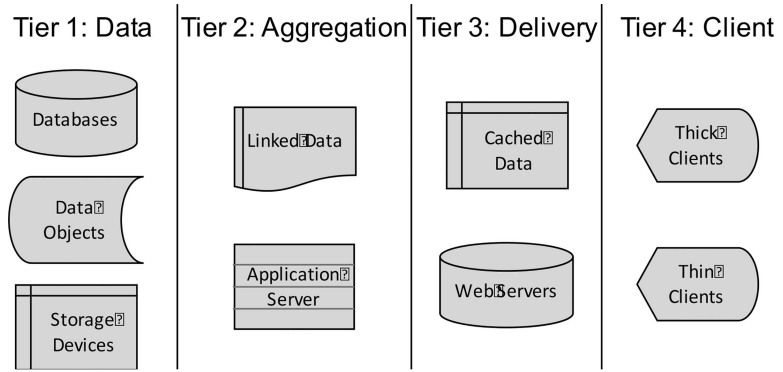 Tier 1: Data
Databases
Data
Objects
Storage
Devices
Tier 2: Aggregation
Linked Data
Application
Server
Tier 3: Delivery
Cached
Data
Web Servers
Tier 4: Client
Thick
Clients
Thin
Clients